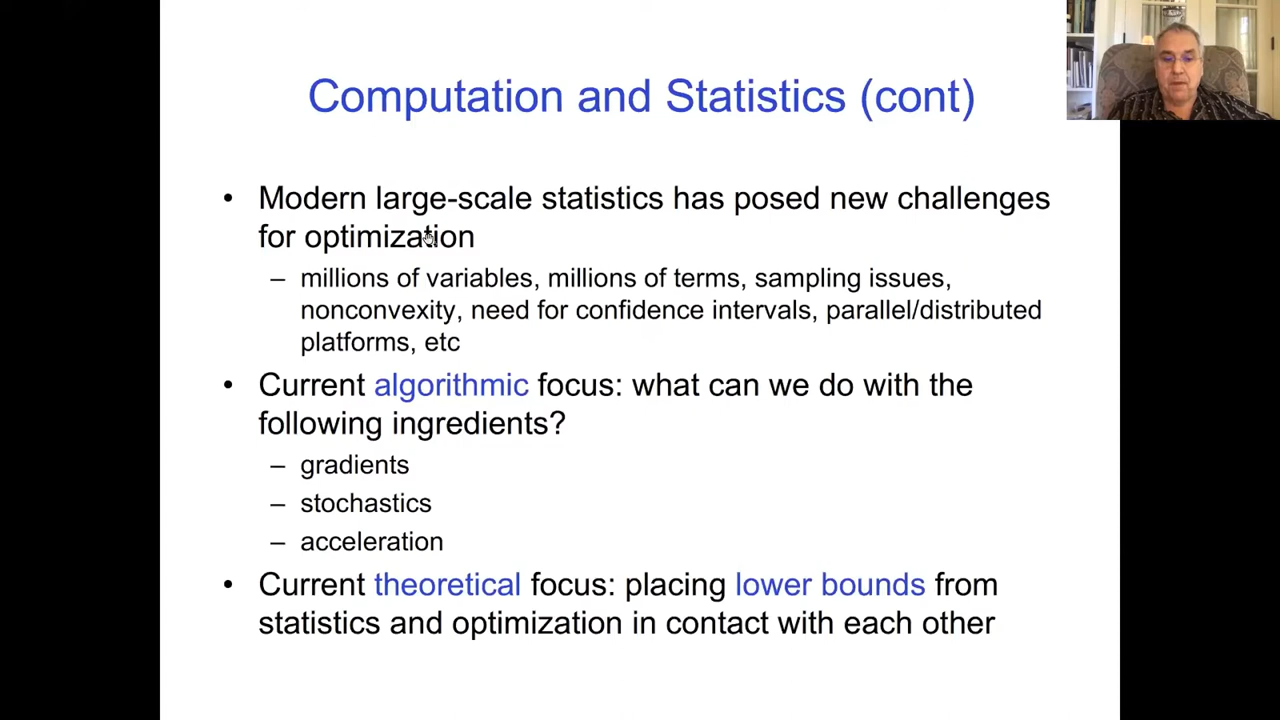 Computation and Statistics (cont)
• Modern large-scale statistics has posed new challenges
for optimization
– millions of variables, millions of terms, sampling issues,
nonconvexity, need for confidence intervals, parallel/distributed
platforms, etc
• Current algorithmic focus: what can we do with the
following ingredients?
– gradients
– stochastics
– acceleration
• Current theoretical focus: placing lower bounds from
statistics and optimization in contact with each other